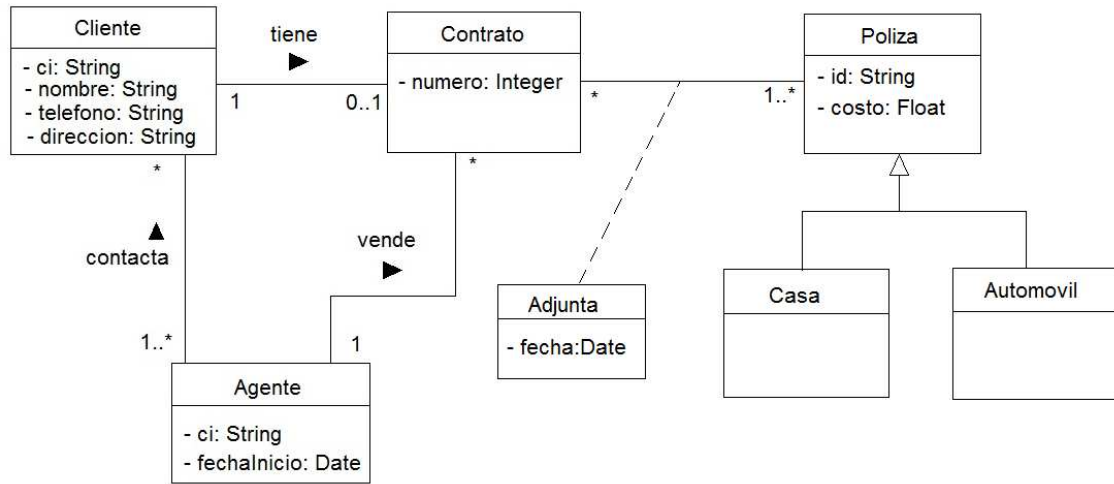 Cliente
- ci: String
- nombre: String
- telefono: String
- direccion: String
tiene
1
0..1
Contrato
- numero: Integer
*
1..*
Poliza
- id: String
- costo: Float
*
contacta
1..*
*
vende
1
Adjunta
- fecha:Date
Casa
Automovil
Agente
- ci: String
- fechaInicio: Date